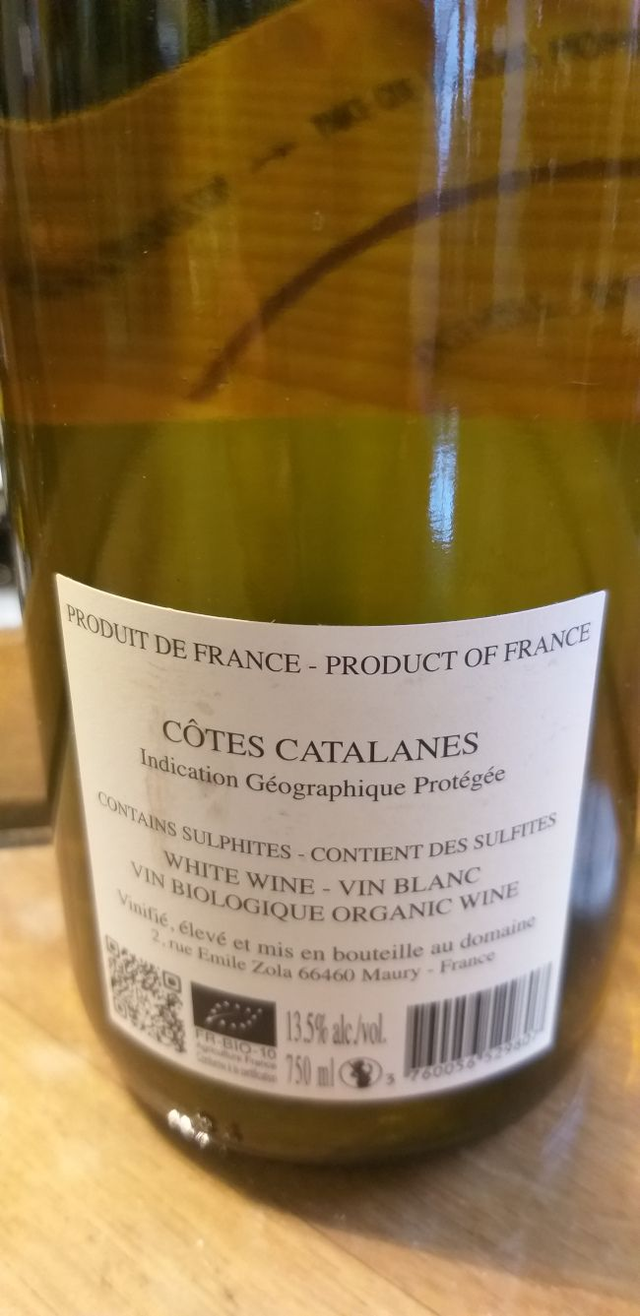 PRODUIT DE FRANCE - PRODUCT OF FRANCE
CÔTES CATALANES
Indication Géographique Protégée
CONTAINS SULPHITES - CONTIENT DES SULFITES
WHITE WINE - VIN BLANC
VIN BIOLOGIQUE ORGANIC WINE
Vinifié, élevé et mis en bouteille au domaine
2, rue Emile Zola 66460 Maury - France
FR-BIO-10
Agriculture France
13.5% alc./vol.
750 ml